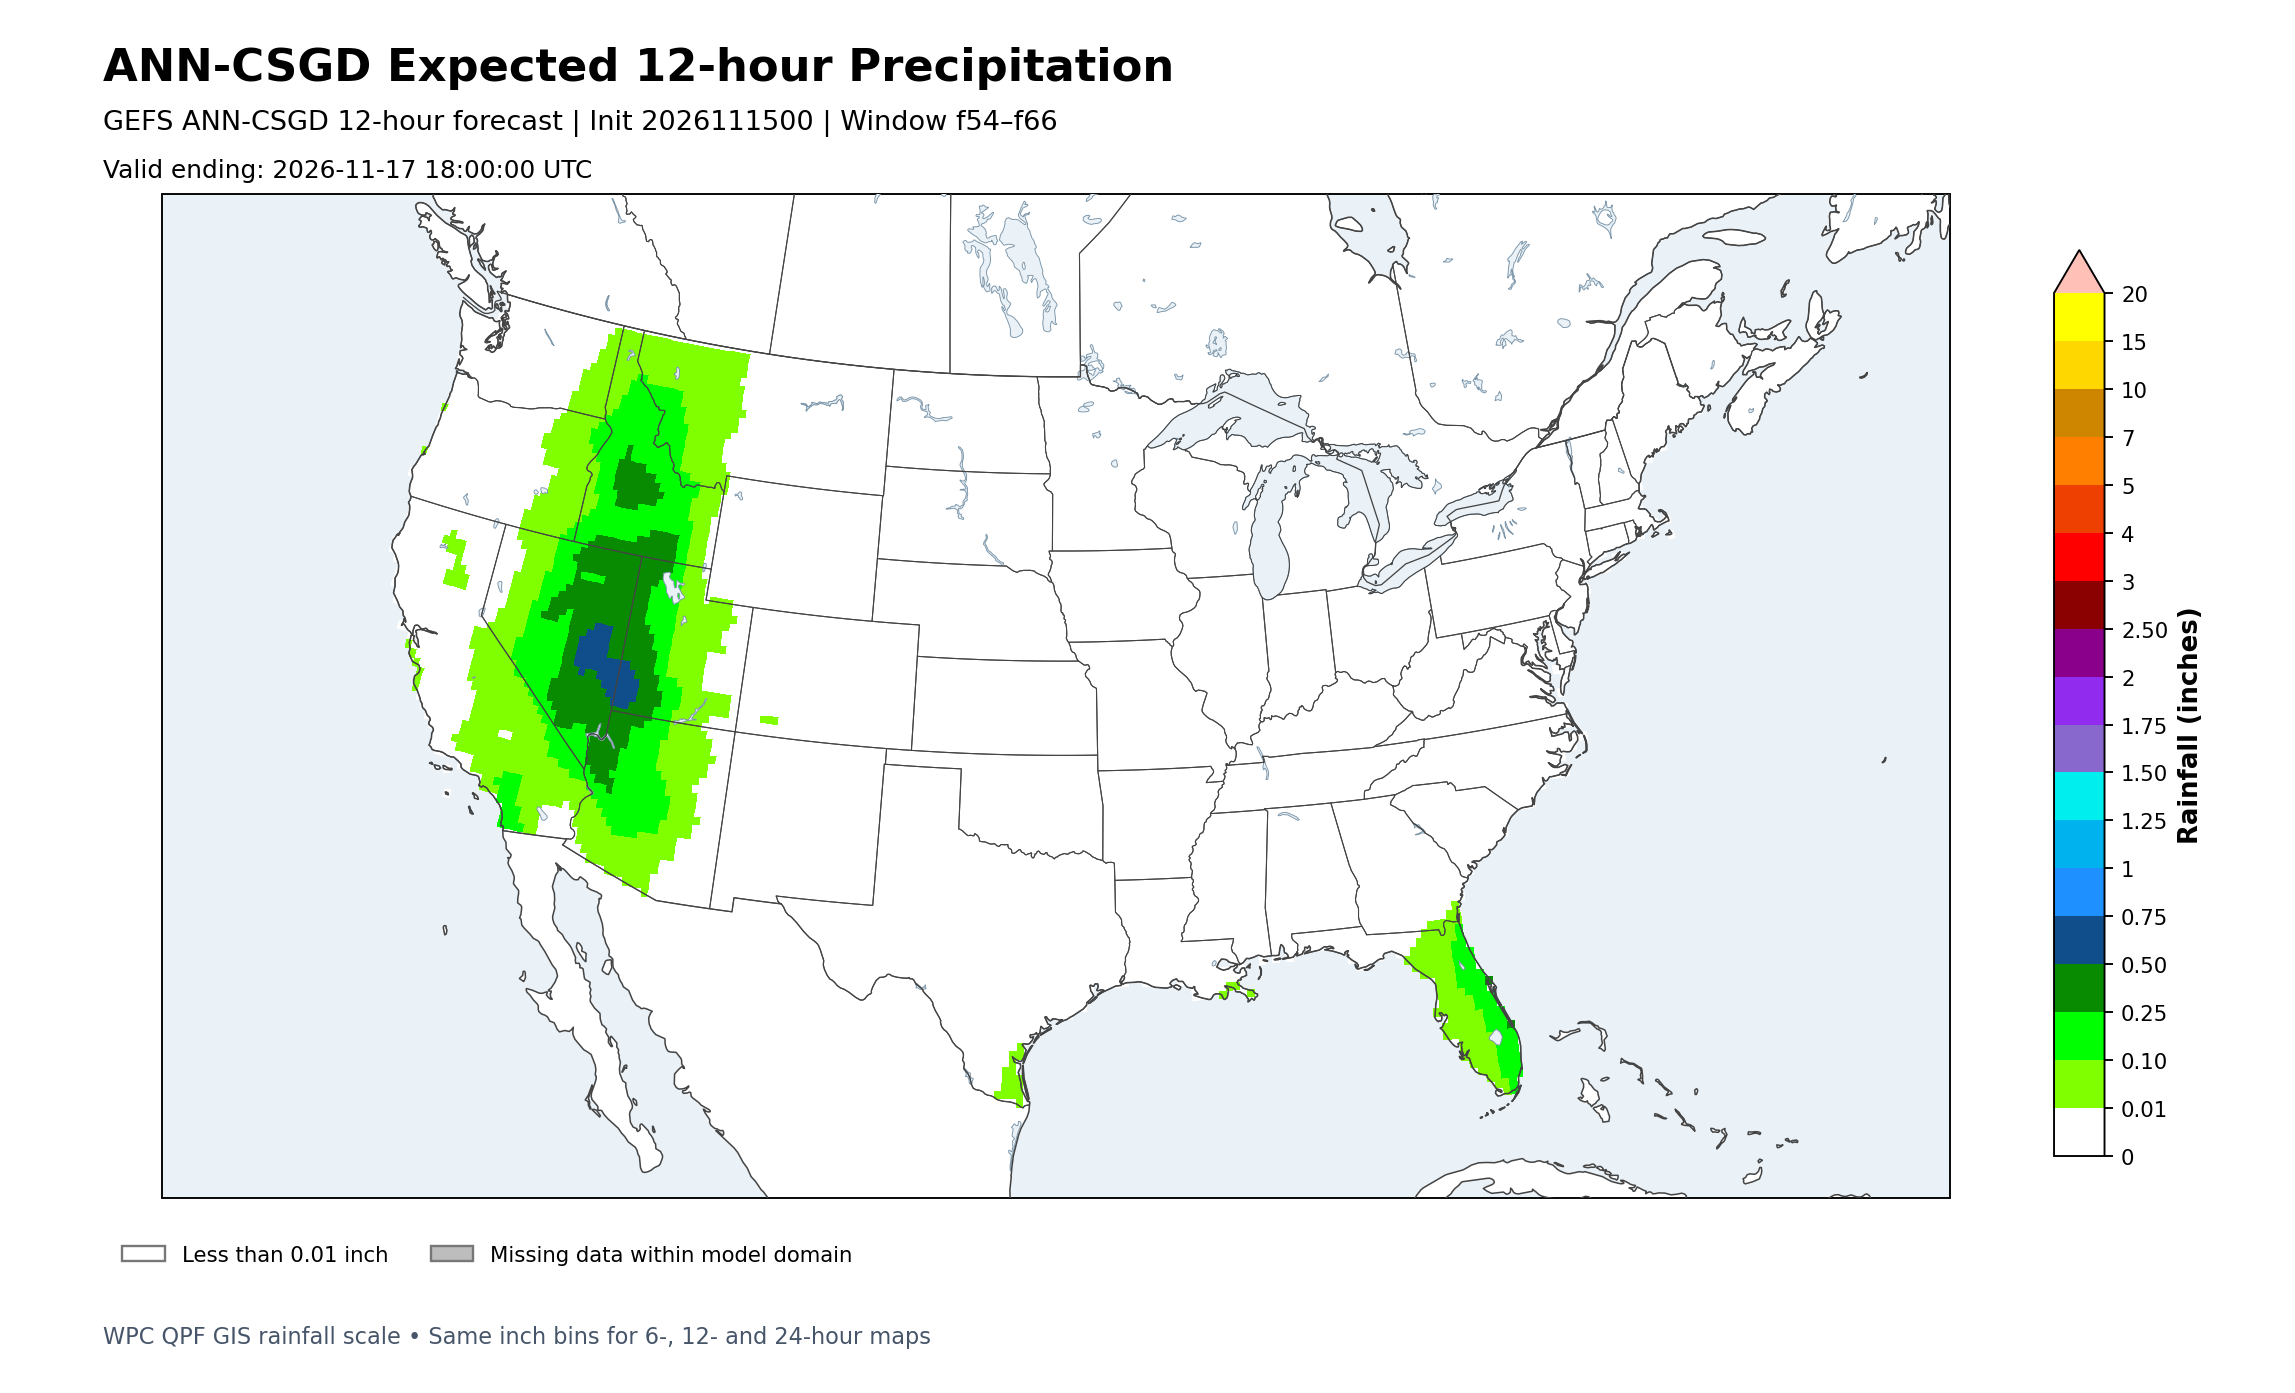 ANN-CSGD Expected 12-hour Precipitation
GEFS ANN-CSGD 12-hour forecast | Init 2026111500 | Window f54–f66
Valid ending: 2026-11-17 18:00:00 UTC
20
15
10
7
5
4
3
2.50
2
1.75
1.50
1.25
1
0.75
0.50
0.25
0.10
0.01
0
Rainfall (inches)
Less than 0.01 inch
Missing data within model domain
WPC QPF GIS rainfall scale • Same inch bins for 6-, 12- and 24-hour maps